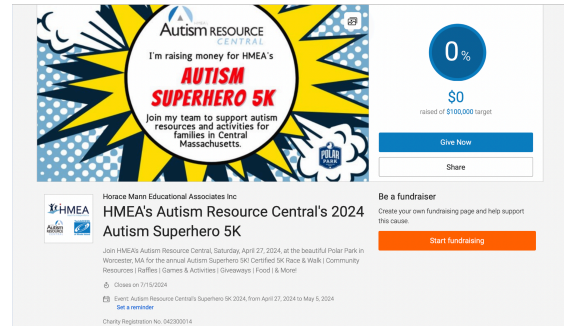 Autism RESOURCE
CENTRAL
I'm raising money for HMEA's
AUTISM
SUPERHERO 5K
Join my team to support autism
resources and activities for
families in Central
Massachusetts.
POLAR
PARK
0%
$0
raised of $100,000 target
Give Now
Share
HMEA
Autism
RESOURCE
Horace Mann Educational Associates Inc
HMEA's Autism Resource Central's 2024
Autism Superhero 5K
Join HMEA's Autism Resource Central, Saturday, April 27, 2024, at the beautiful Polar Park in
Worcester, MA for the annual Autism Superhero 5K! Certified 5K Race & Walk | Community
Resources | Raffles | Games & Activities | Giveaways | Food | & More!
Closes on 7/15/2024
Event: Autism Resource Central's Superhero 5K 2024, from April 27, 2024 to May 5, 2024
Set a reminder
Charity Registration No. 042300014
Be a fundraiser
Create your own fundraising page and help support
this cause.
Start fundraising